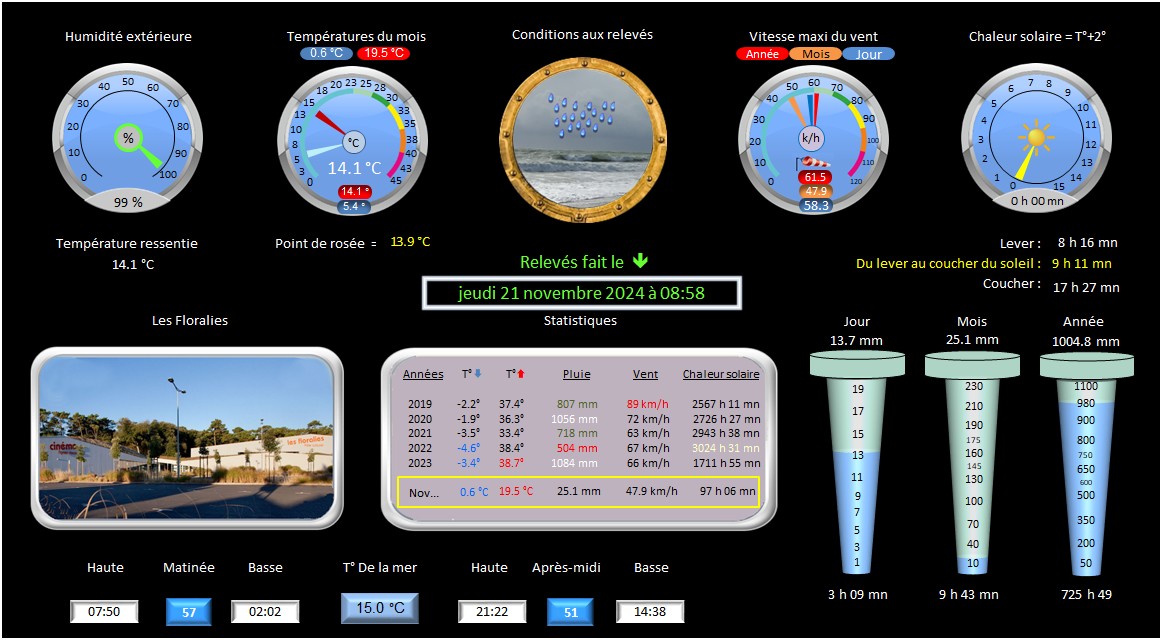 Humidité extérieure
Températures du mois
Conditions aux relevés
Vitesse maxi du vent
Chaleur solaire = T°+2°
0.6 °C 19.5 °C
Année Mois Jour
0 10 20 30 40 50 60 70 80 90 100
%
99 %
0 3 5 8 10 13 15 18 20 23 25 28 30 33 35 38 40 43 45
°C
14.1 °C
14.1 °
5.4 °
0 10 20 30 40 50 60 70 80 90 100 110 120
k/h
61.5
47.9
58.3
0 1 2 3 4 5 6 7 8 9 10 11 12 13 14 15
0 h 00 mn
Température ressentie
14.1 °C
Point de rosée = 13.9 °C
Lever : 8 h 16 mn
Du lever au coucher du soleil : 9 h 11 mn
Coucher : 17 h 27 mn
Relevés fait le
jeudi 21 novembre 2024 à 08:58
Les Floralies
cinéma
les floralies
Statistiques
Années T° T° Pluie Vent Chaleur solaire
2019 -2.2° 37.4° 807 mm 89 km/h 2567 h 11 mn
2020 -1.9° 36.3° 1056 mm 72 km/h 2726 h 27 mn
2021 -3.5° 33.4° 718 mm 63 km/h 2943 h 38 mn
2022 -4.6° 38.4° 504 mm 67 km/h 3024 h 31 mn
2023 -3.4° 38.7° 1084 mm 66 km/h 1711 h 55 mn
Nov... 0.6 °C 19.5 °C 25.1 mm 47.9 km/h 97 h 06 mn
Jour
13.7 mm
19
17
15
13
11
9
7
5
3
1
3 h 09 mn
Mois
25.1 mm
230
210
190
175
160
145
130
100
70
40
10
9 h 43 mn
Année
1004.8 mm
1100
980
900
800
750
650
600
500
350
200
50
725 h 49
Haute Matinée Basse
07:50 57 02:02
T° De la mer
15.0 °C
Haute Après-midi Basse
21:22 51 14:38